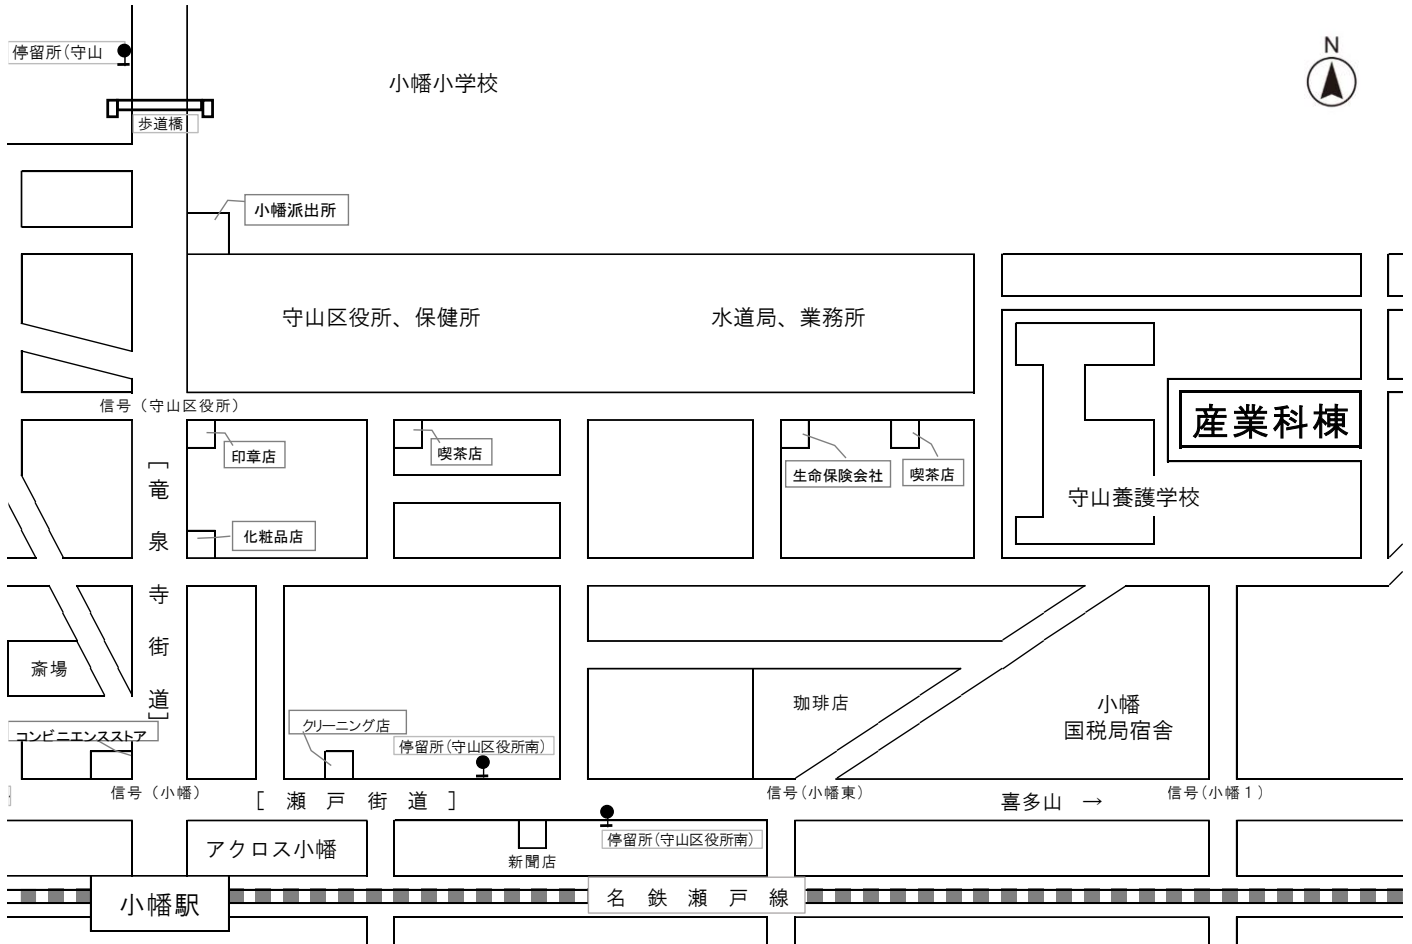 停留所(守山
N
小幡小学校
歩道橋
小幡派出所
守山区役所、保健所
水道局、業務所
信号（守山区役所）
産業科棟
印章店
喫茶店
生命保険会社
喫茶店
守山養護学校
化粧品店
［竜泉寺街道］
斎場
珈琲店
小幡
国税局宿舎
クリーニング店
コンビニエンスストア
停留所(守山区役所南)
信号（小幡）
［瀬戸街道］
信号(小幡東)
喜多山 →
信号(小幡１)
アクロス小幡
新聞店
停留所(守山区役所南)
小幡駅
名鉄瀬戸線